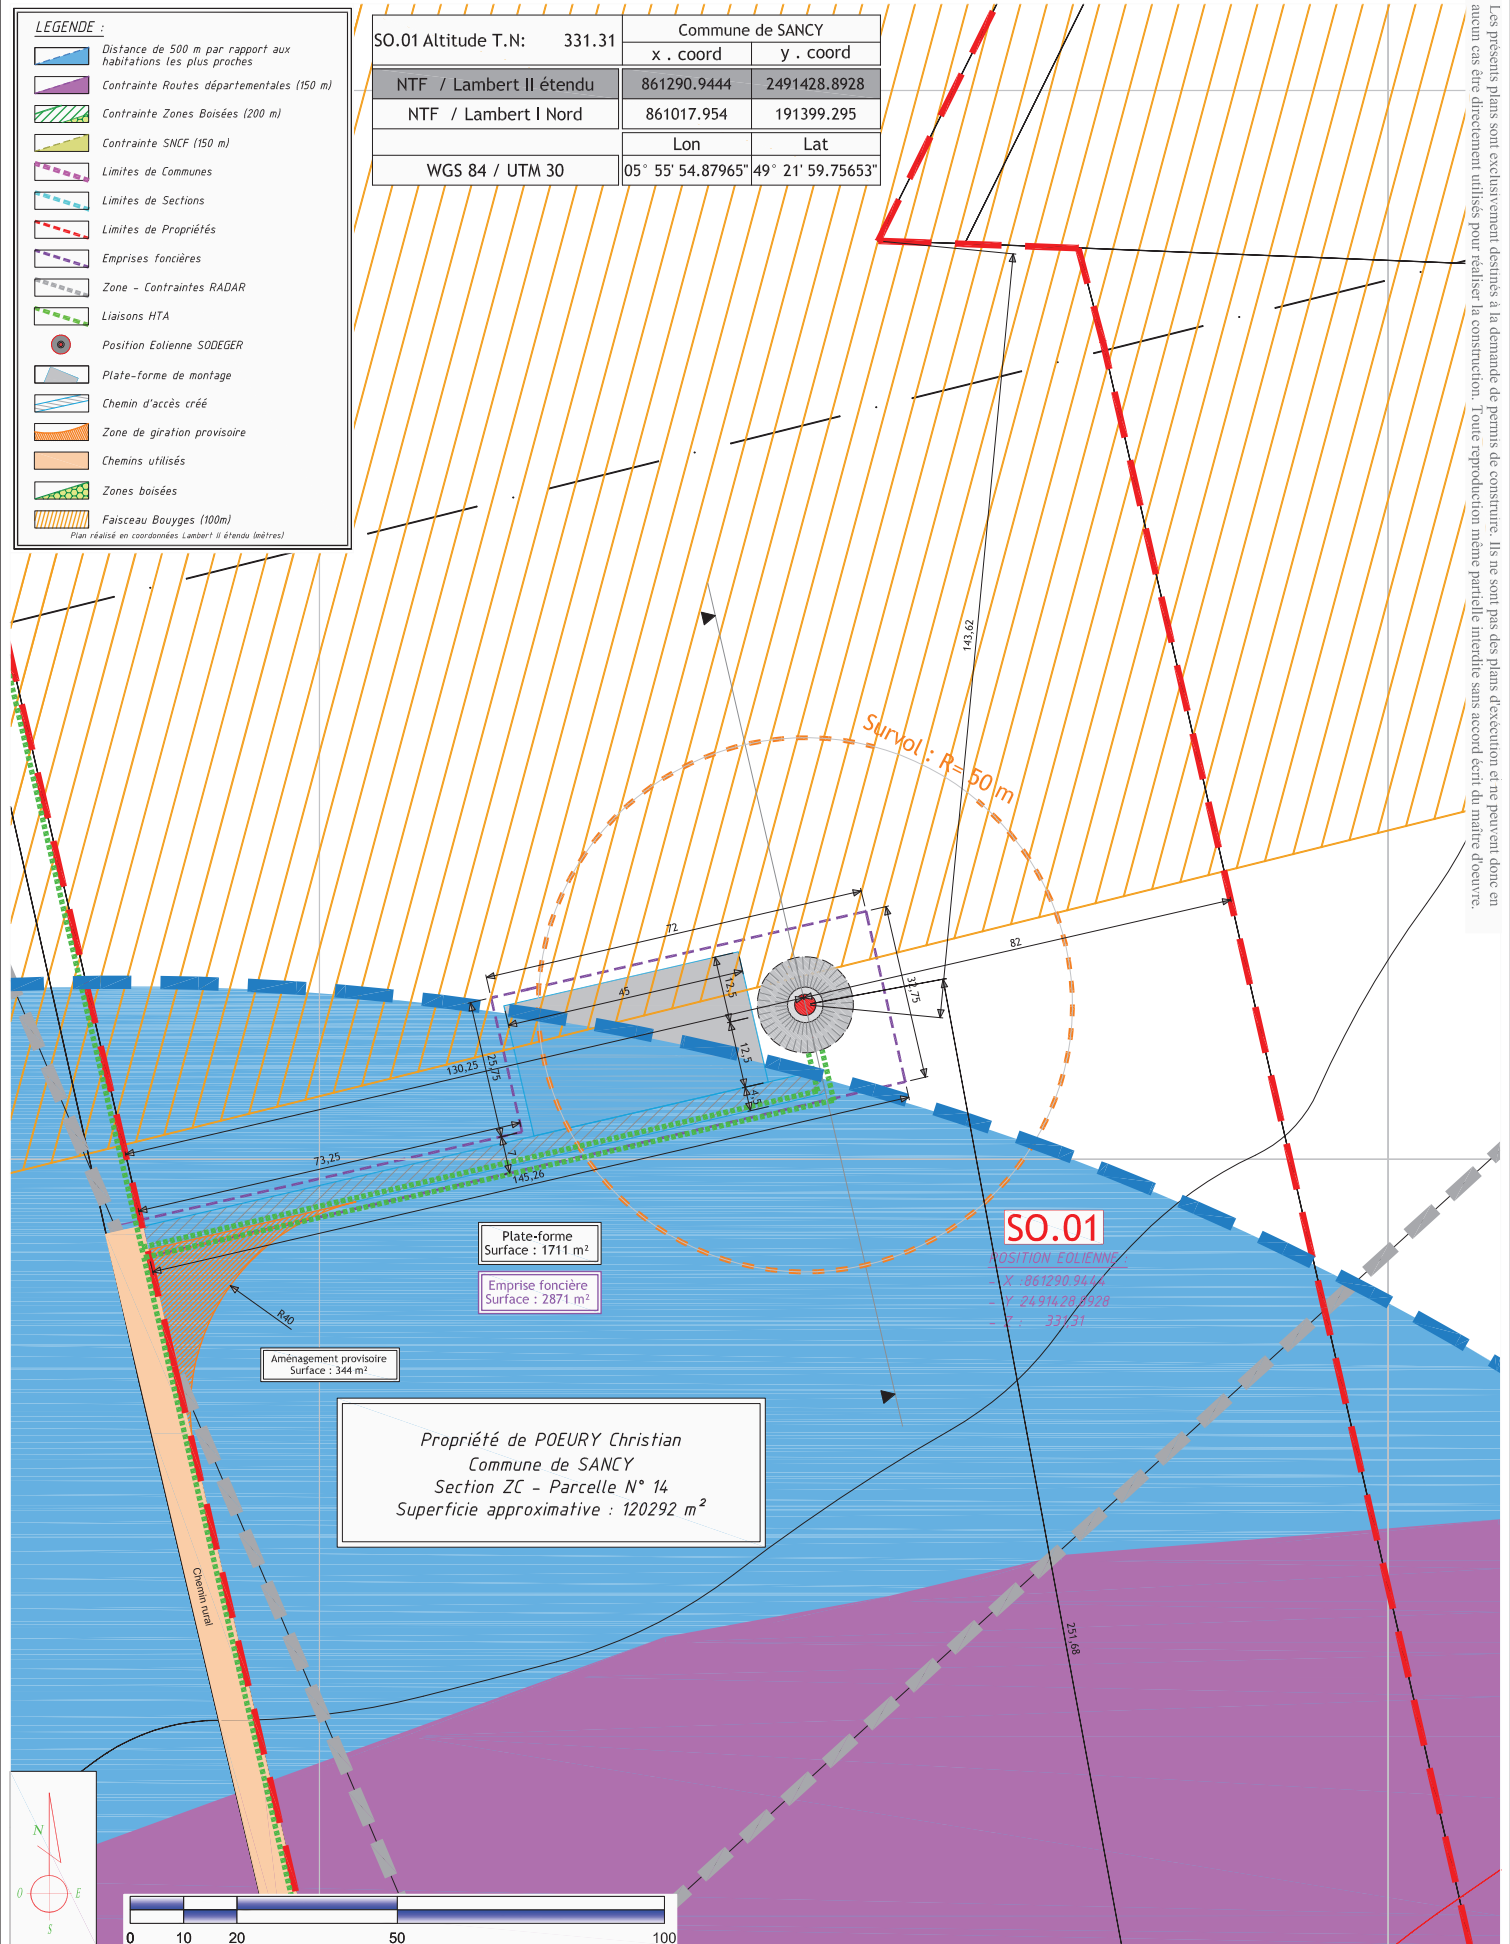 LEGENDE :
Distance de 500 m par rapport aux
habitations les plus proches
Contrainte Routes départementales (150 m)
Contrainte Zones Boisées (200 m)
Contrainte SNCF (150 m)
Limites de Communes
Limites de Sections
Limites de Propriétés
Emprises foncières
Zone - Contraintes RADAR
Liaisons HTA
Position Eolienne SODEGER
Plate-forme de montage
Chemin d'accès créé
Zone de giration provisoire
Chemins utilisés
Zones boisées
Faisceau Bouyges (100m)
Plan réalisé en coordonnées Lambert II étendu (mètres)
SO.01 Altitude T.N: 331.31
Commune de SANCY
x . coord y . coord
NTF / Lambert II étendu 861290.9444 2491428.8928
NTF / Lambert I Nord 861017.954 191399.295
Lon Lat
WGS 84 / UTM 30 05° 55' 54.87965" 49° 21' 59.75653"
Les présents plans sont exclusivement destinés à la demande de permis de construire. Ils ne sont pas des plans d'exécution et ne peuvent donc en
aucun cas être directement utilisés pour réaliser la construction. Toute reproduction même partielle interdite sans accord écrit du maître d'oeuvre.
143,62
Survol : R= 50 m
72
82
45
12,5
32,75
12,5
25,75
130,25
4,5
73,25
7
145,26
R40
Plate-forme
Surface : 1711 m²
Emprise foncière
Surface : 2871 m²
Aménagement provisoire
Surface : 344 m²
SO.01
POSITION EOLIENNE
- X :861290.9444
- Y 2491428.8928
- Z : 331,31
Propriété de POEURY Christian
Commune de SANCY
Section ZC - Parcelle N° 14
Superficie approximative : 120292 m²
Chemin rural
251,68
N
O E
S
0 10 20 50 100